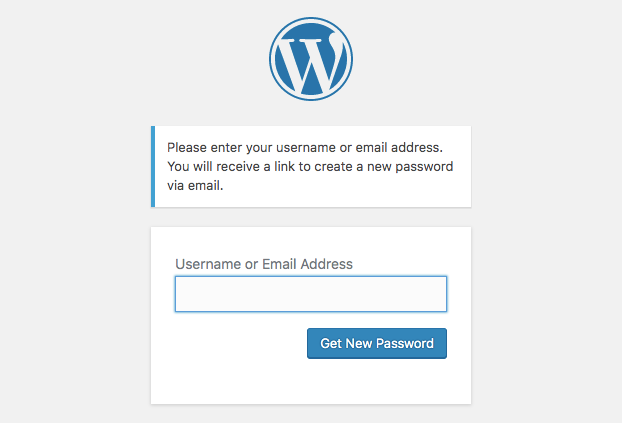 Please enter your username or email address.
You will receive a link to create a new password
via email.
Username or Email Address
Get New Password